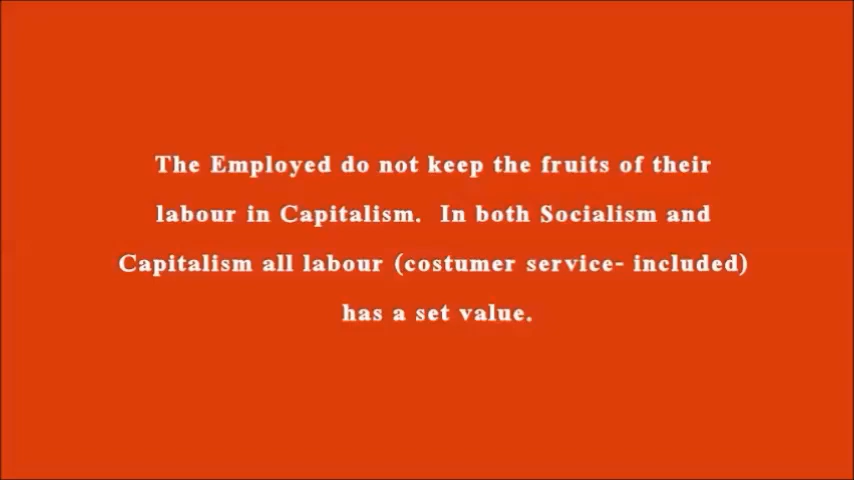 The Employed do not keep the fruits of their
labour in Capitalism. In both Socialism and
Capitalism all labour (costumer service- included)
has a set value.